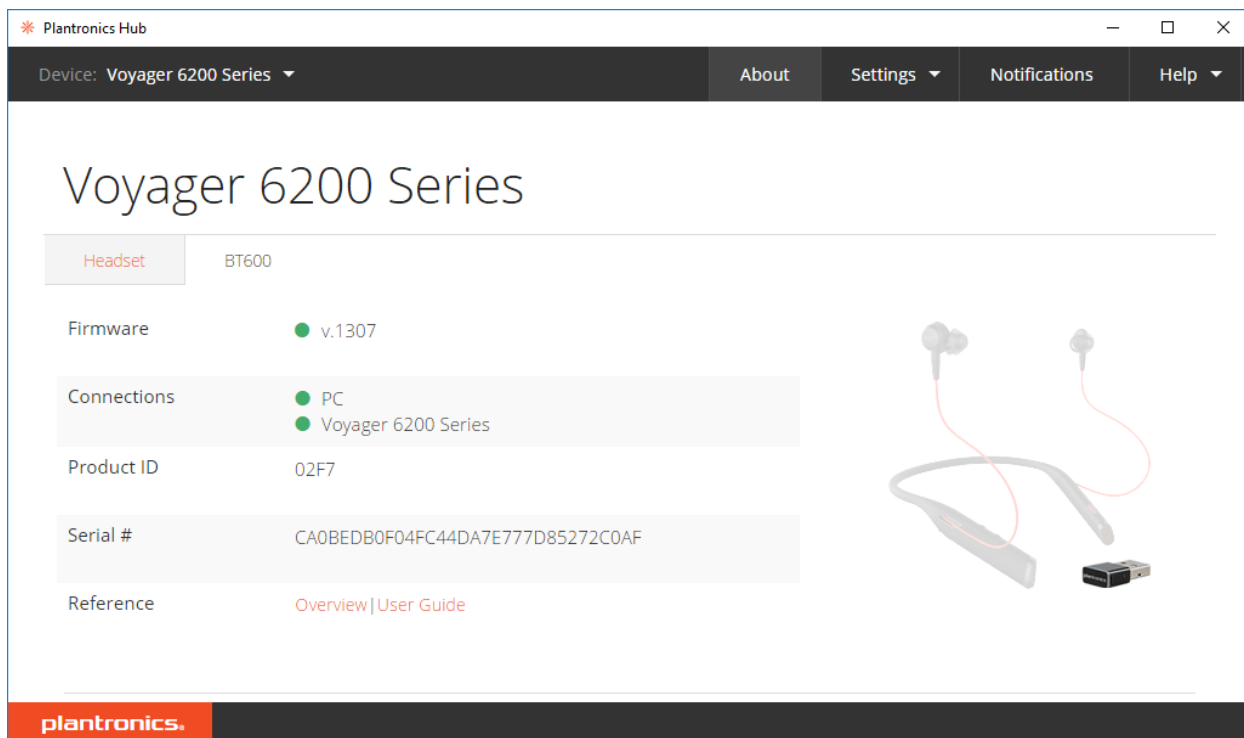 Plantronics Hub
Device: Voyager 6200 Series
About
Settings
Notifications
Help
Voyager 6200 Series
Headset
BT600
Firmware
v.1307
Connections
PC
Voyager 6200 Series
Product ID
02F7
Serial #
CA0BEDB0F04FC44DA7E777D85272C0AF
Reference
Overview|User Guide
plantronics
plantronics.